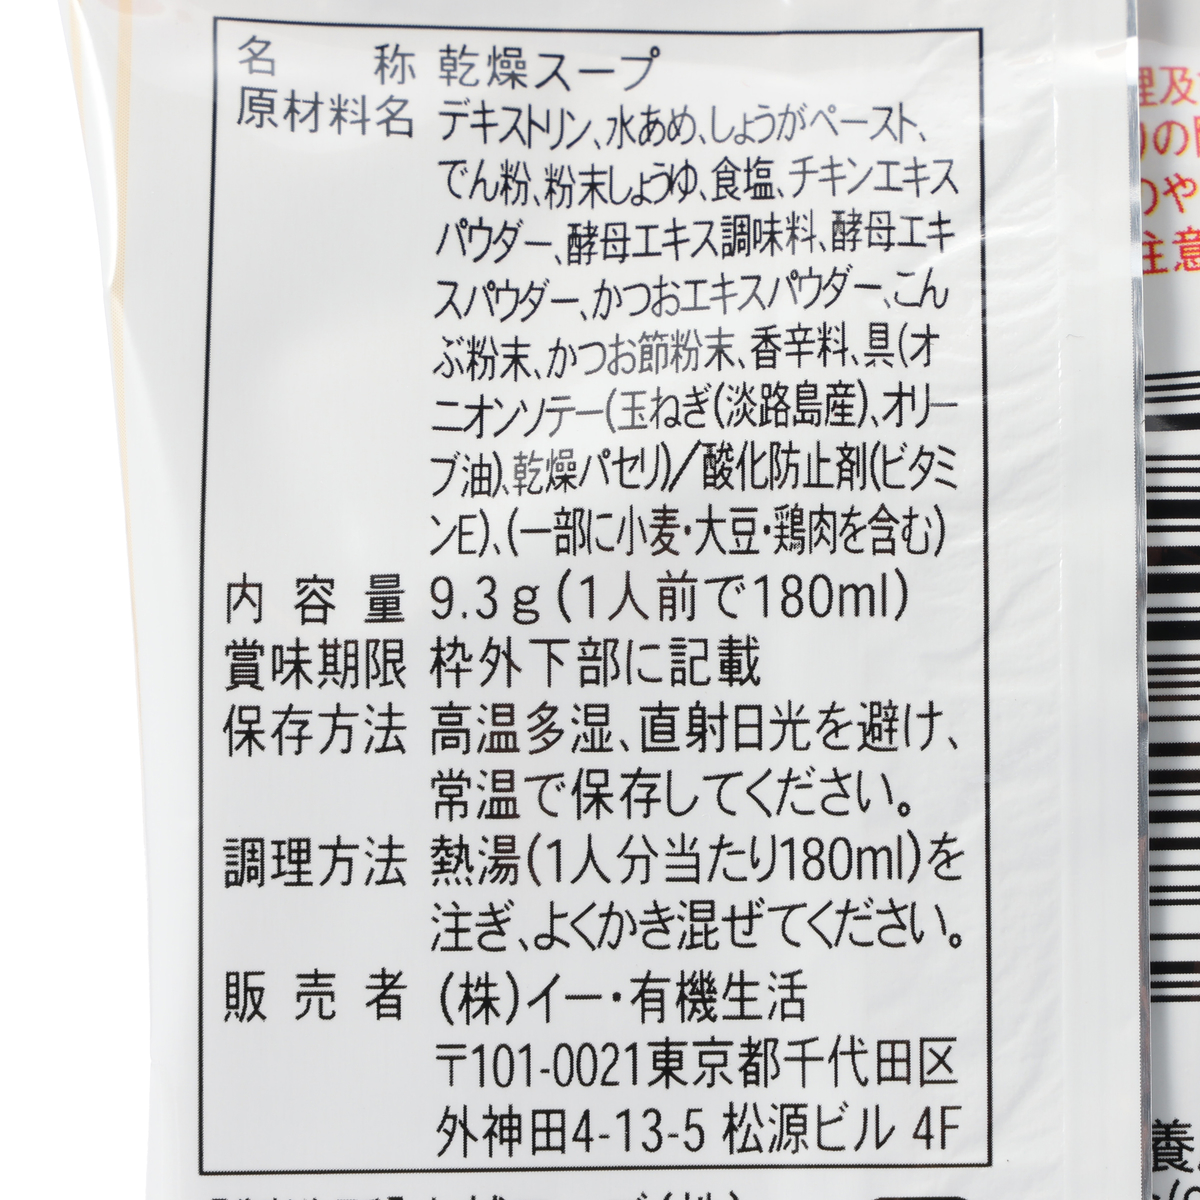 名称 乾燥スープ
原材料名 デキストリン、水あめ、しょうがペースト、
でん粉、粉末しょうゆ、食塩、チキンエキス
パウダー、酵母エキス調味料、酵母エキ
スパウダー、かつおエキスパウダー、こん
ぶ粉末、かつお節粉末、香辛料、具(オ
ニオンソテー(玉ねぎ(淡路島産)、オリー
ブ油)、乾燥パセリ)/酸化防止剤(ビタミ
ンE)、(一部に小麦・大豆・鶏肉を含む)
内容量 9.3g(1人前で180ml)
賞味期限 枠外下部に記載
保存方法 高温多湿、直射日光を避け、
常温で保存してください。
調理方法 熱湯(1人分当たり180ml)を
注ぎ、よくかき混ぜてください。
販売者 (株)イー・有機生活
〒101-0021東京都千代田区
外神田4-13-5 松源ビル 4F
理及
りの
のや
注意
養